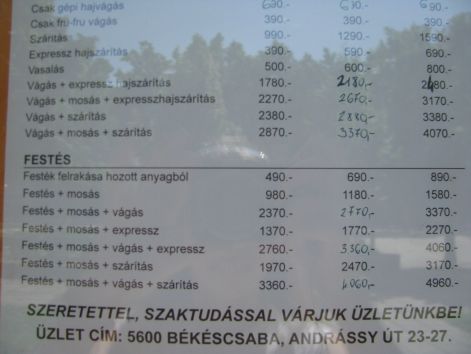 Csak gépi hajvágás 690.- 630.- 690.-
Csak fru-fru vágás 390.- 390.- 390.-
Szárítás 990.- 1290.- 1590.-
Expressz hajszárítás 390.- 590.- 690.-
Vasalás 500.- 600.- 800.-
Vágás + expressz hajszárítás 1780.- 2180,- 2480.-
Vágás + mosás + expresszhajszárítás 2270.- 2670,- 3170.-
Vágás + szárítás 2380.- 2880,- 3380.-
Vágás + mosás + szárítás 2870.- 3370,- 4070.-
FESTÉS
Festék felrakása hozott anyagból 490.- 690.- 890.-
Festés + mosás 980.- 1180.- 1580.-
Festés + mosás + vágás 2370.- 2770,- 3370.-
Festés + mosás + expressz 1370.- 1770.- 2270.-
Festés + mosás + vágás + expressz 2760.- 3360,- 4060.-
Festés + mosás + szárítás 1970.- 2470.- 3170.-
Festés + mosás + vágás + szárítás 3360.- 4060,- 4960.-
SZERETETTEL, SZAKTUDÁSSAL VÁRJUK ÜZLETÜNKBE!
ÜZLET CÍM: 5600 BÉKÉSCSABA, ANDRÁSSY ÚT 23-27.